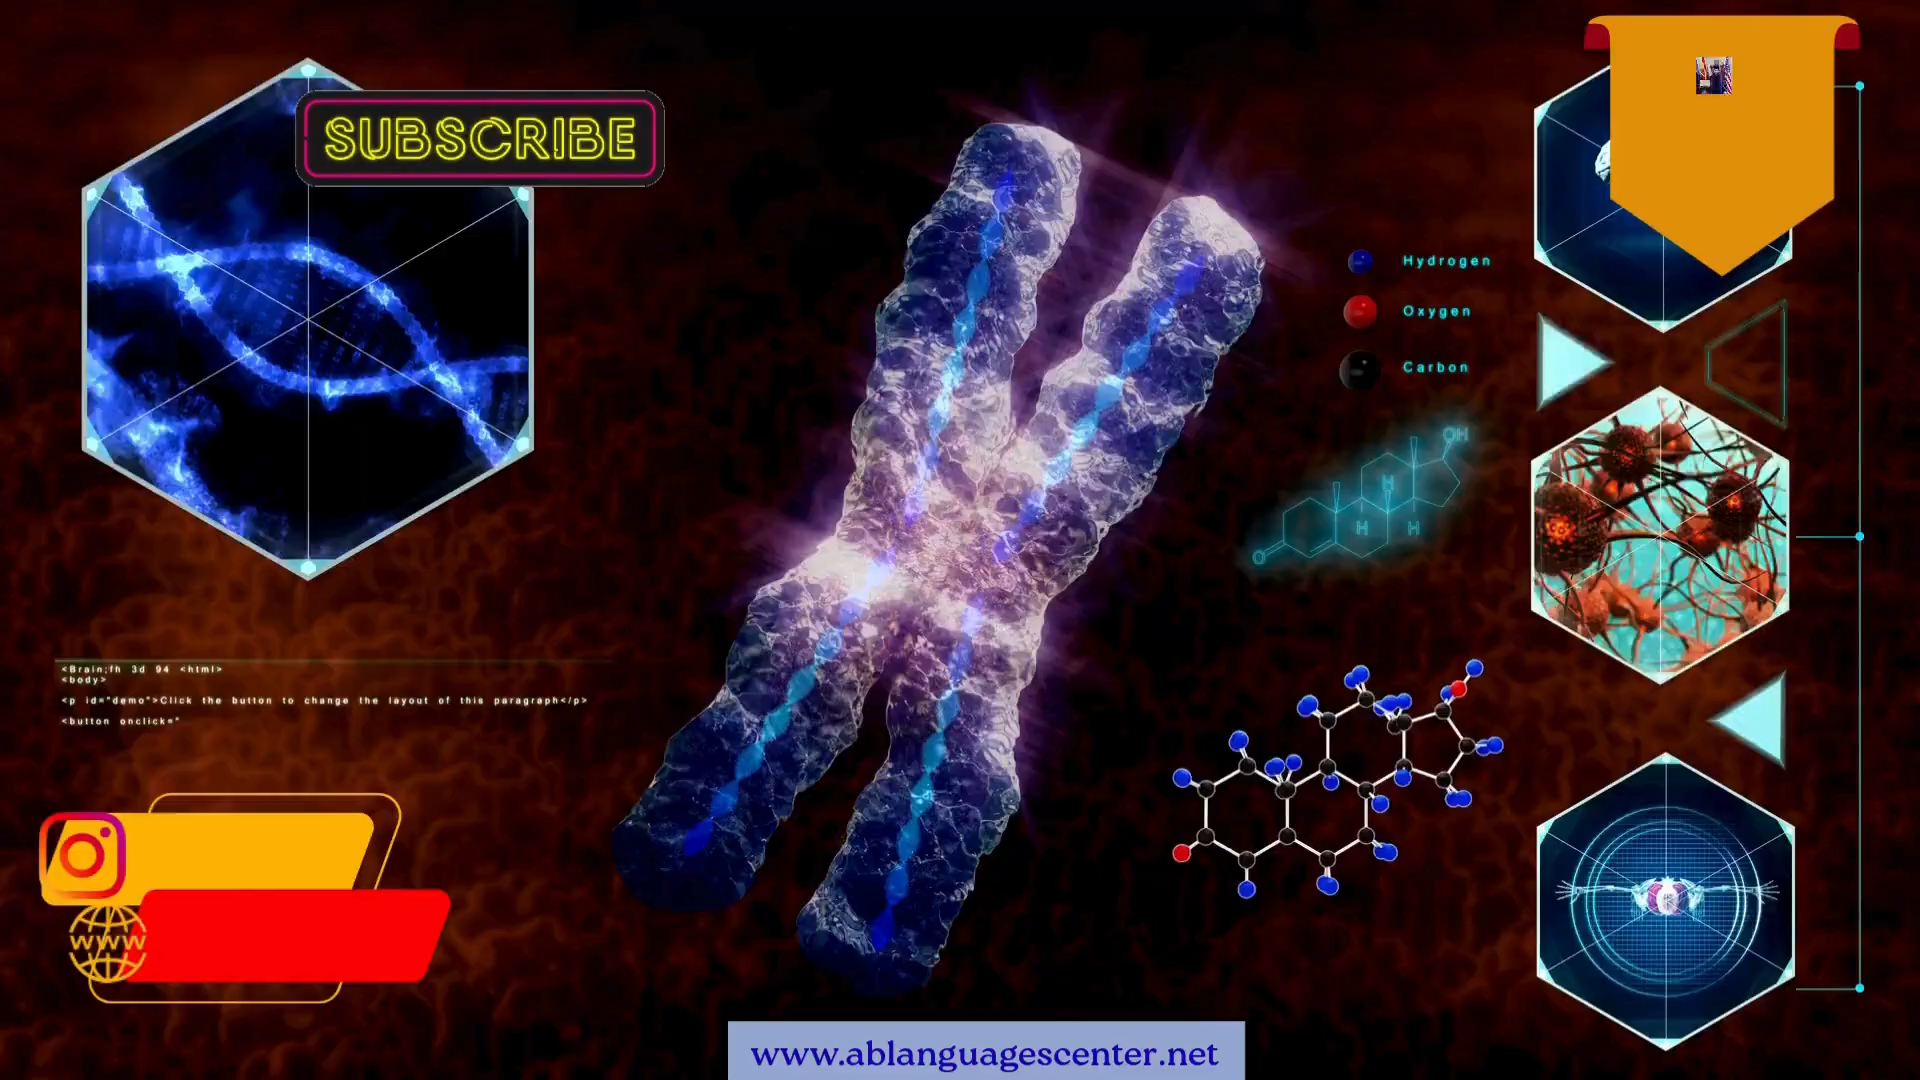 SUBSCRIBE
Hydrogen
Oxygen
Carbon
OH
H
H
H
O
<Brain;fh 3d 94 <html>
<body>
<p id="demo">Click the button to change the layout of this paragraph</p>
<button onclick="
WWW
www.ablanguagescenter.net